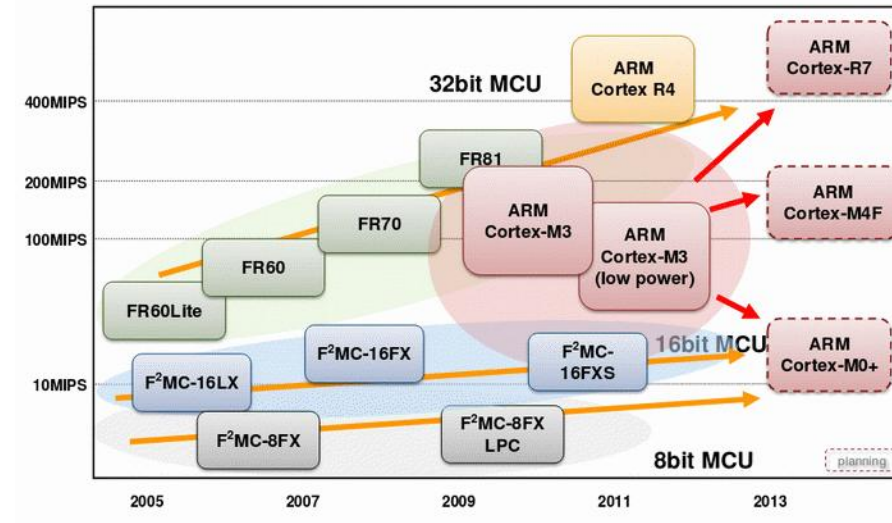 ARM
Cortex-R7
ARM
Cortex R4
32bit MCU
400MIPS
FR81
200MIPS
ARM
Cortex-M4F
FR70
ARM
Cortex-M3
100MIPS
ARM
Cortex-M3
(low power)
FR60
FR60Lite
ARM
Cortex-M0+
16bit MCU
F²MC-16FX
F²MC-
16FXS
F²MC-16LX
10MIPS
F²MC-8FX
F²MC-8FX
LPC
8bit MCU
planning
2005
2007
2009
2011
2013